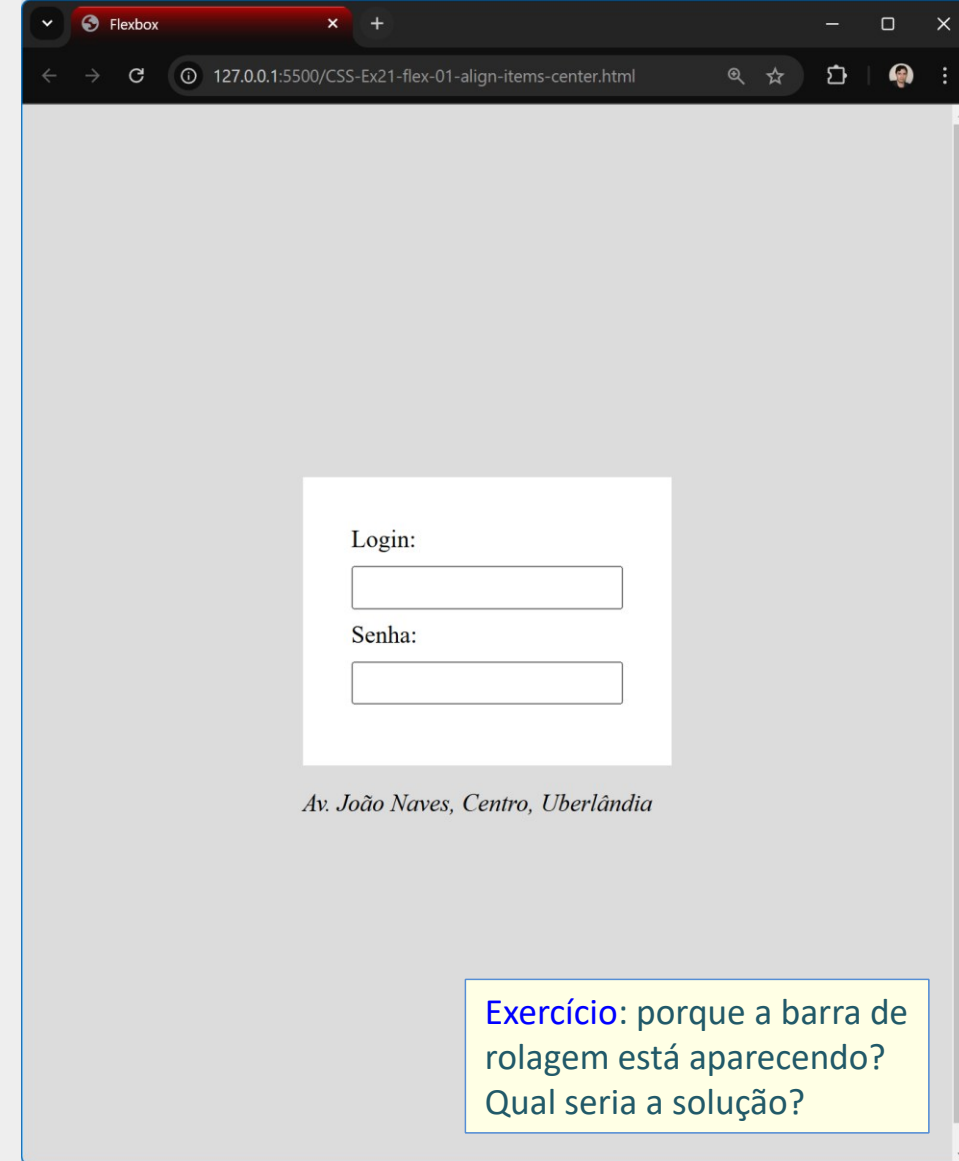 Flexbox
127.0.0.1:5500/CSS-Ex21-flex-01-align-items-center.html
Login:
Senha:
Av. João Naves, Centro, Uberlândia
Exercício: porque a barra de
rolagem está aparecendo?
Qual seria a solução?